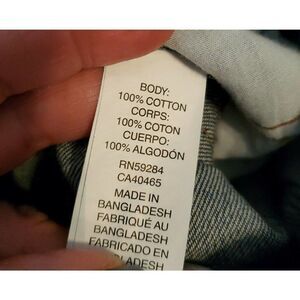 BODY:
100% COTTON
CORPS:
100% COTON
CUERPO:
100% ALGODÓN
RN59284
CA40465
MADE IN
BANGLADESH
FABRIQUÉ AU
BANGLADESH
FABRICADO EN